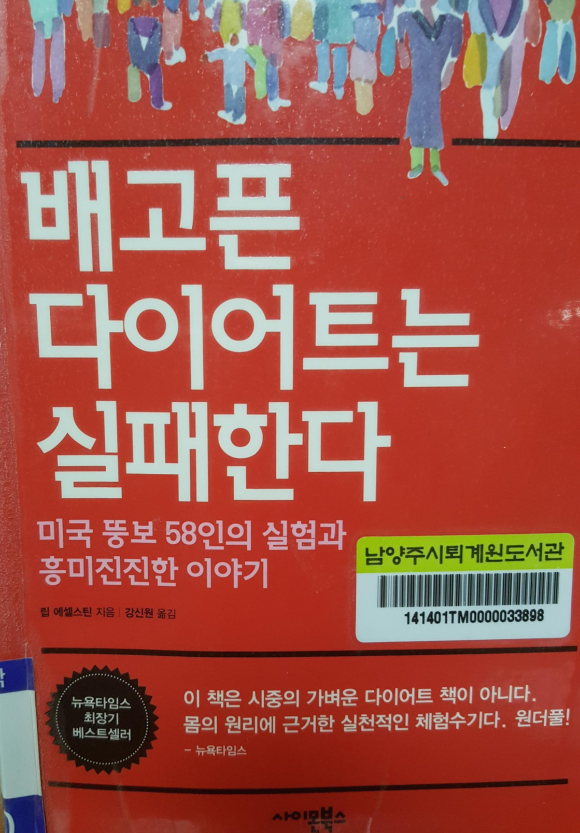 배고픈
다이어트는
실패한다
미국 뚱보 58인의 실험과
흥미진진한 이야기
립 에셀스틴 지음 | 강신원 옮김
남양주시퇴계원도서관
141401TM0000033898
뉴욕타임스
최장기
베스트셀러
이 책은 시중의 가벼운 다이어트 책이 아니다.
몸의 원리에 근거한 실천적인 체험수기다. 원더풀!
- 뉴욕타임스
사이몬북스